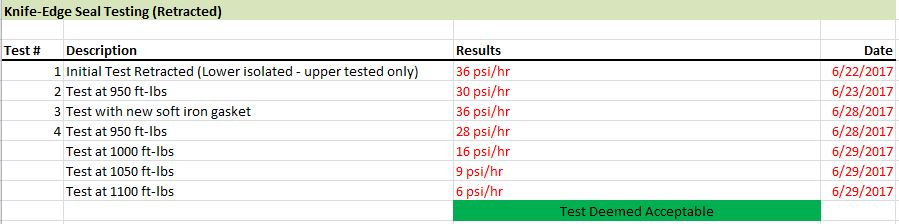 Knife-Edge Seal Testing (Retracted)
Test # Description Results Date
1 Initial Test Retracted (Lower isolated - upper tested only) 36 psi/hr 6/22/2017
2 Test at 950 ft-lbs 30 psi/hr 6/23/2017
3 Test with new soft iron gasket 36 psi/hr 6/28/2017
4 Test at 950 ft-lbs 28 psi/hr 6/28/2017
Test at 1000 ft-lbs 16 psi/hr 6/29/2017
Test at 1050 ft-lbs 9 psi/hr 6/29/2017
Test at 1100 ft-lbs 6 psi/hr 6/29/2017
Test Deemed Acceptable